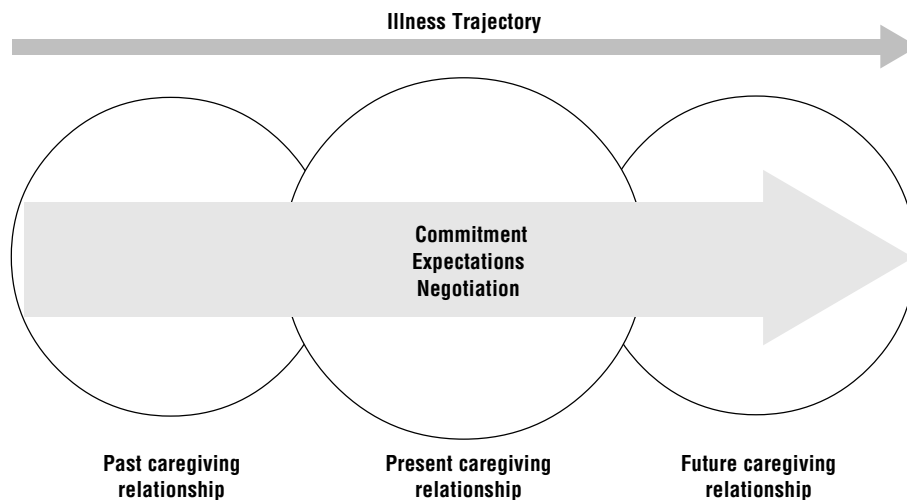 Illness Trajectory
Commitment
Expectations
Negotiation
Past caregiving
relationship
Present caregiving
relationship
Future caregiving
relationship